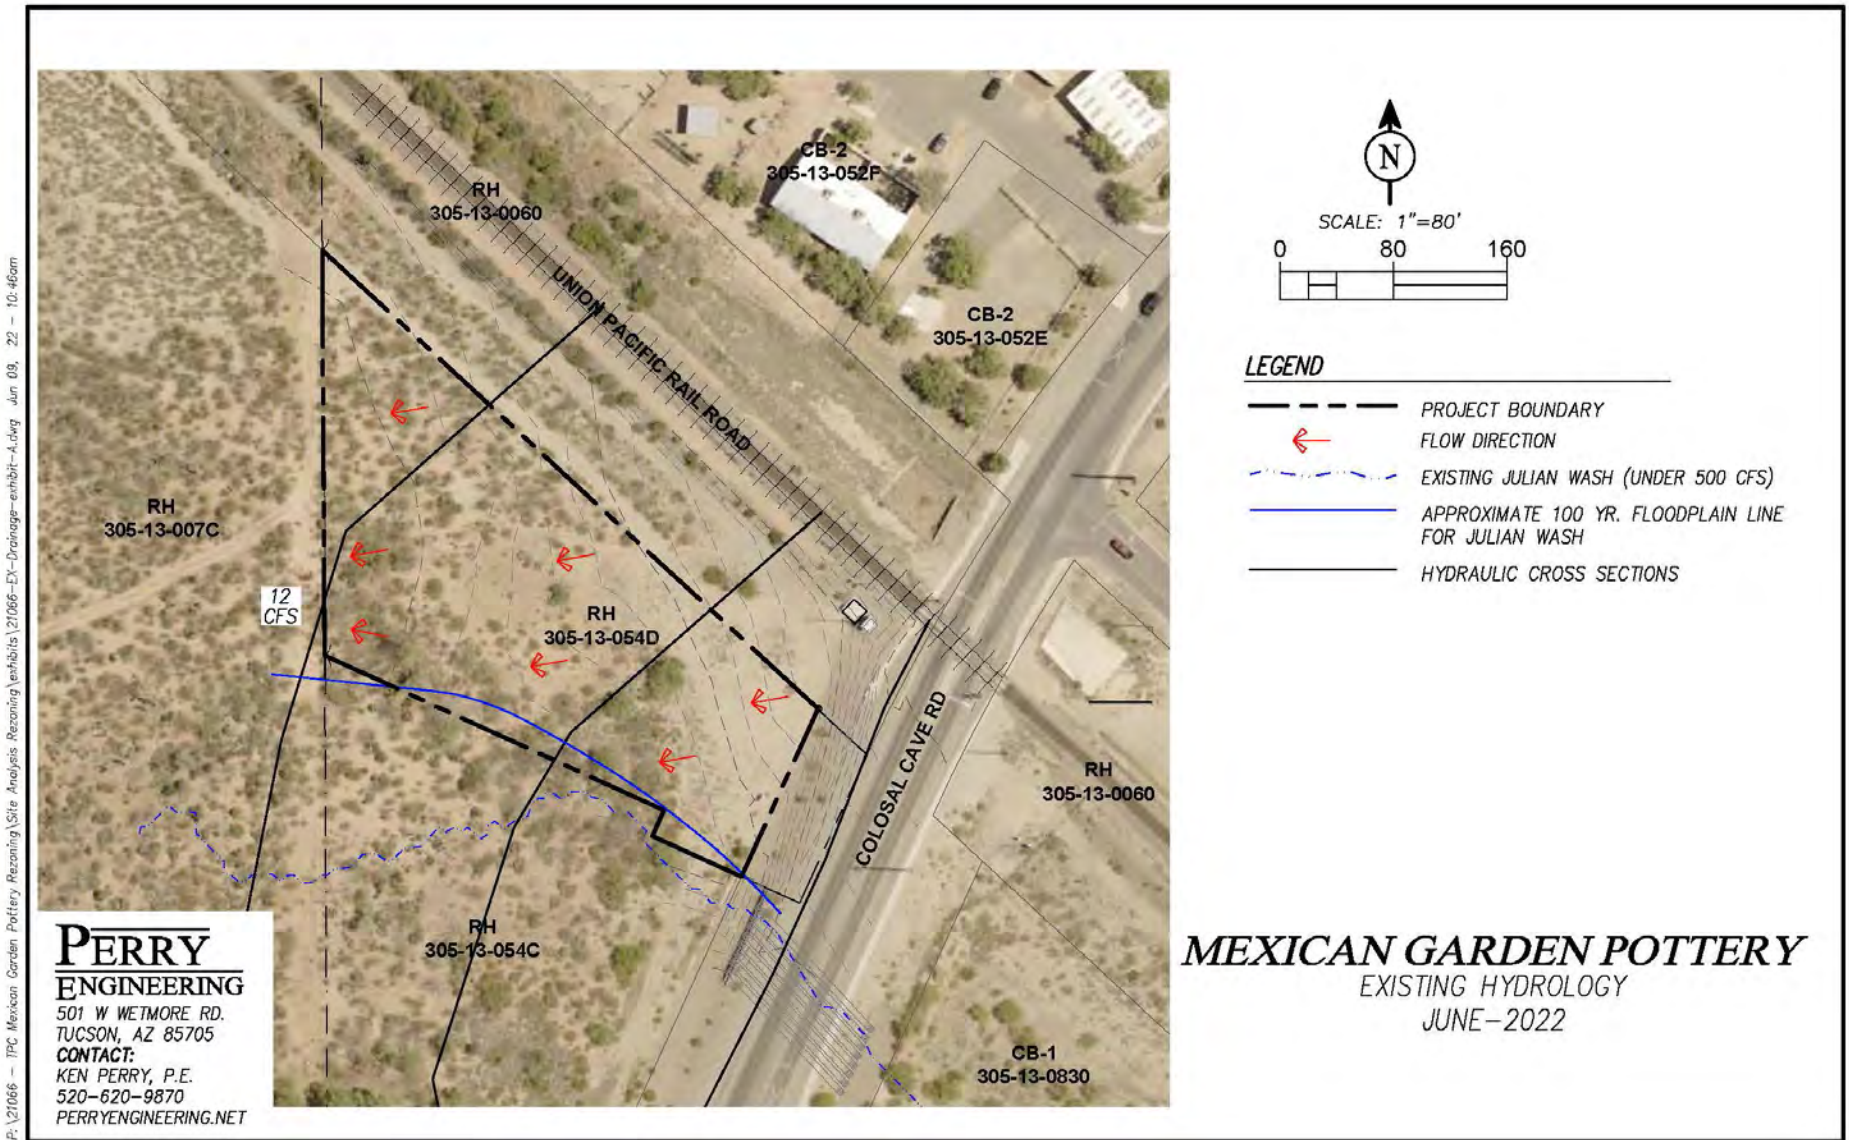 RH
305-13-0060
CB-2
305-13-052F
UNION PACIFIC RAIL ROAD
CB-2
305-13-052E
RH
305-13-007C
12
CFS
RH
305-13-054D
COLOSAL CAVE RD
RH
305-13-0060
RH
305-13-054C
CB-1
305-13-0830
N
SCALE: 1"=80'
0 80 160
LEGEND
PROJECT BOUNDARY
FLOW DIRECTION
EXISTING JULIAN WASH (UNDER 500 CFS)
APPROXIMATE 100 YR. FLOODPLAIN LINE
FOR JULIAN WASH
HYDRAULIC CROSS SECTIONS
MEXICAN GARDEN POTTERY
EXISTING HYDROLOGY
JUNE-2022
PERRY
ENGINEERING
501 W WETMORE RD.
TUCSON, AZ 85705
CONTACT:
KEN PERRY, P.E.
520-620-9870
PERRYENGINEERING.NET
P:\21066 - TPC Mexican Garden Pottery Rezoning\Site Analysis Rezoning\exhibits\21066-EX-Drainage-exhibit-A.dwg Jun 09, 22 - 10:46am